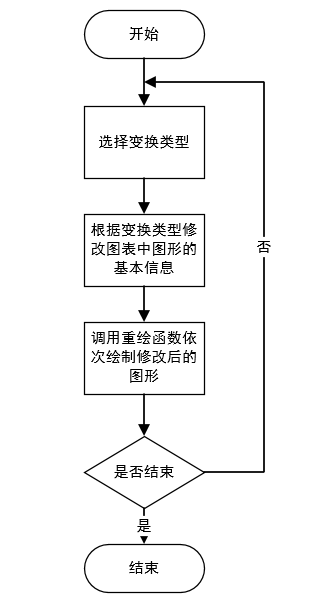 开始
选择变换类型
根据变换类型修
改图表中图形的
基本信息
否
调用重绘函数依
次绘制修改后的
图形
是否结束
是
结束